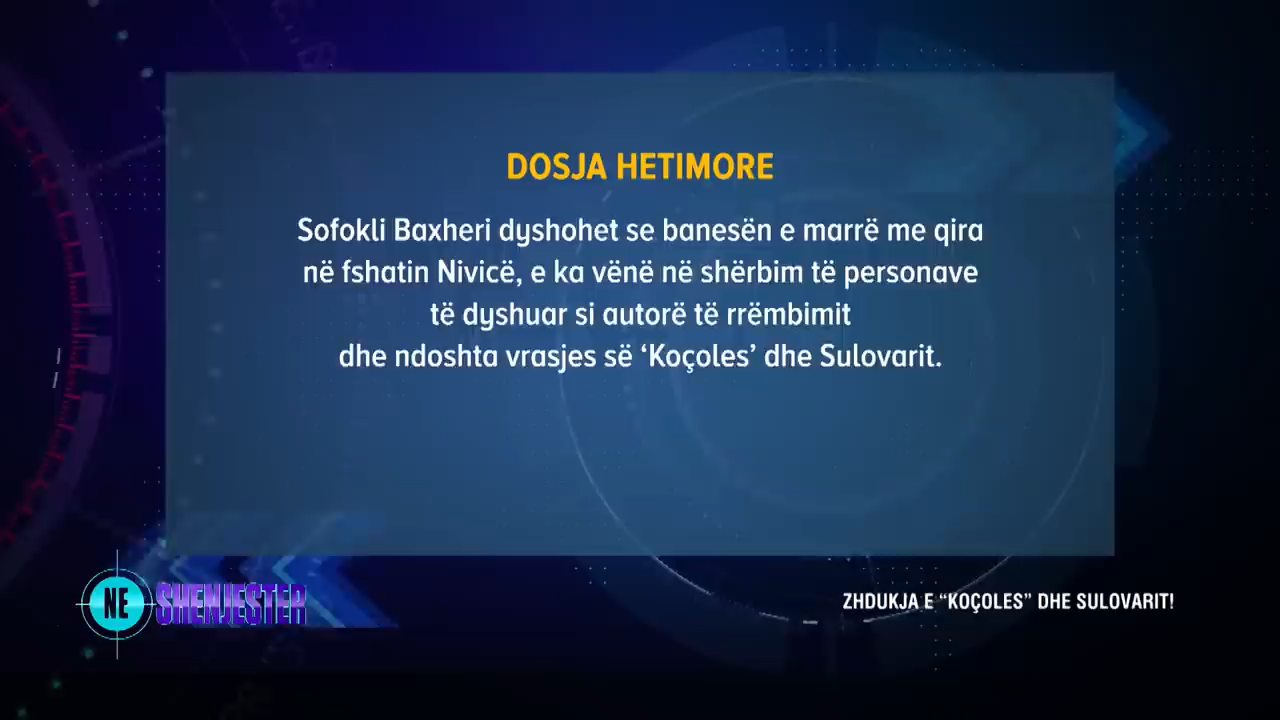 DOSJA HETIMORE
Sofokli Baxheri dyshohet se banesën e marrë me qira
në fshatin Nivicë, e ka vënë në shërbim të personave
të dyshuar si autorë të rrëmbimit
dhe ndoshta vrasjes së ‘Koçoles’ dhe Sulovarit.
NE SHENJESTER
ZHDUKJA E “KOÇOLES” DHE SULOVARIT!